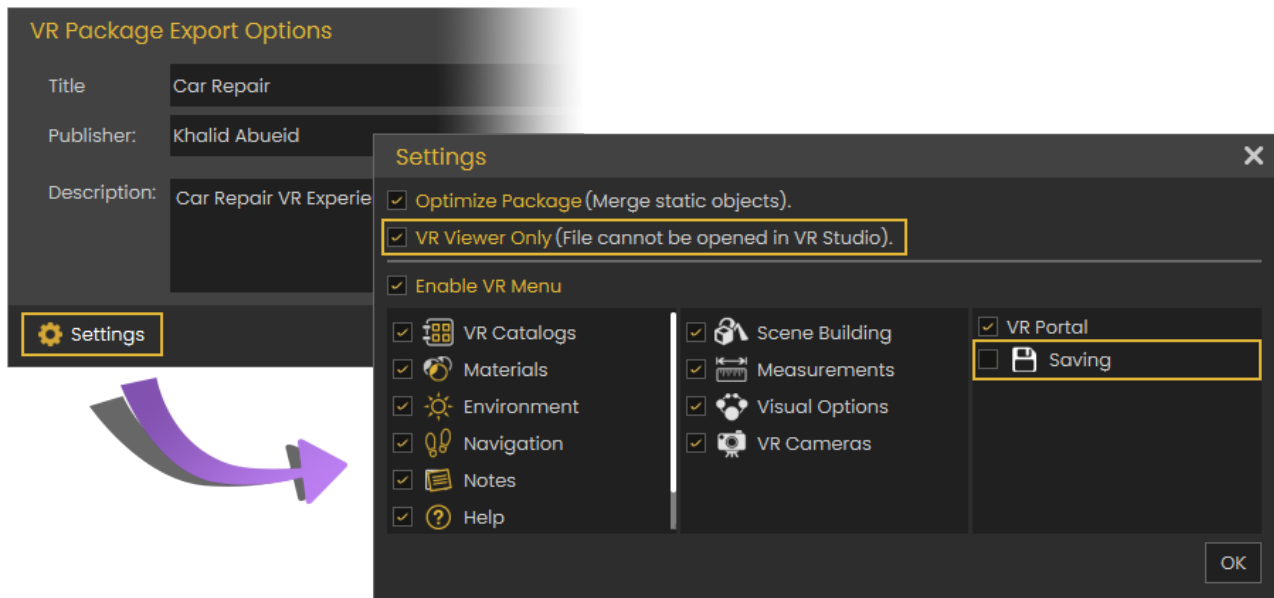 VR Package Export Options
Title
Car Repair
Publisher:
Khalid Abueid
Description:
Car Repair VR Experie
Settings
Settings
Optimize Package (Merge static objects).
VR Viewer Only (File cannot be opened in VR Studio).
Enable VR Menu
VR Catalogs
Materials
Environment
Navigation
Notes
Help
Scene Building
Measurements
Visual Options
VR Cameras
VR Portal
Saving
OK